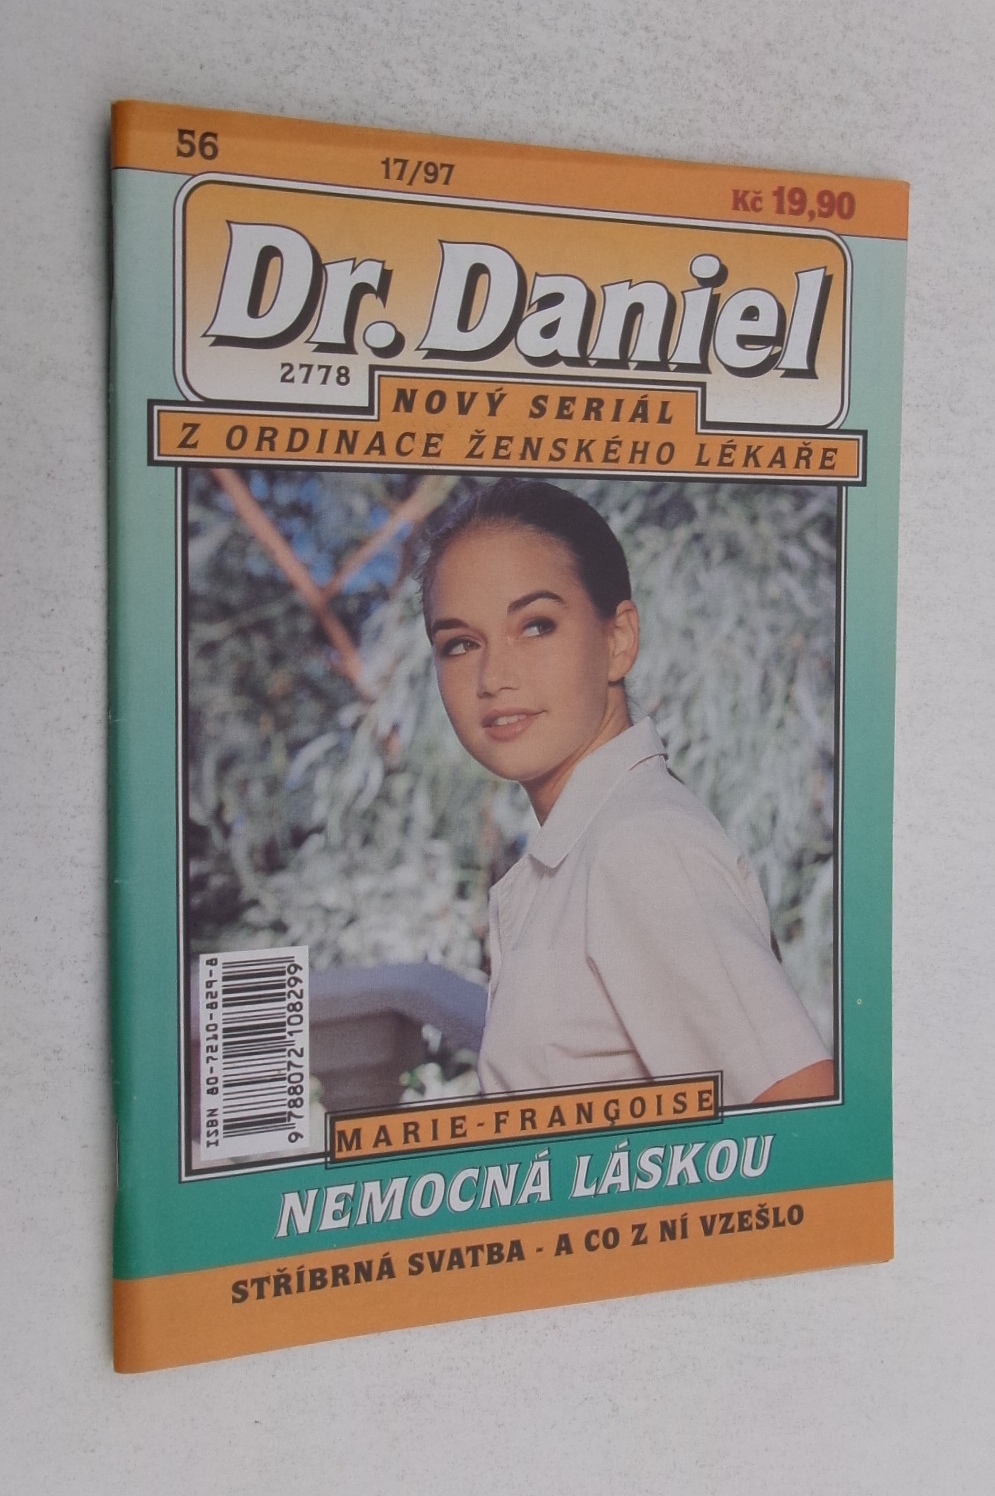 56
17/97
Kč 19,90
Dr. Daniel
2778
NOVÝ SERIÁL
Z ORDINACE ŽENSKÉHO LÉKAŘE
ISBN 80-7210-829-8
9 788072 108299
MARIE-FRANÇOISE
NEMOCNÁ LÁSKOU
STŘÍBRNÁ SVATBA - A CO Z NÍ VZEŠLO